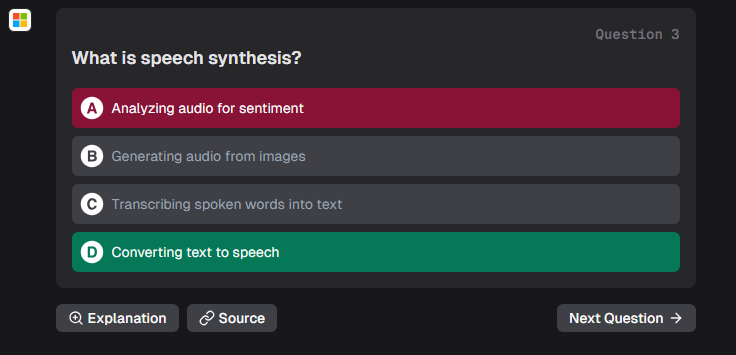 Question 3
What is speech synthesis?
A Analyzing audio for sentiment
B Generating audio from images
C Transcribing spoken words into text
D Converting text to speech
Explanation Source Next Question →